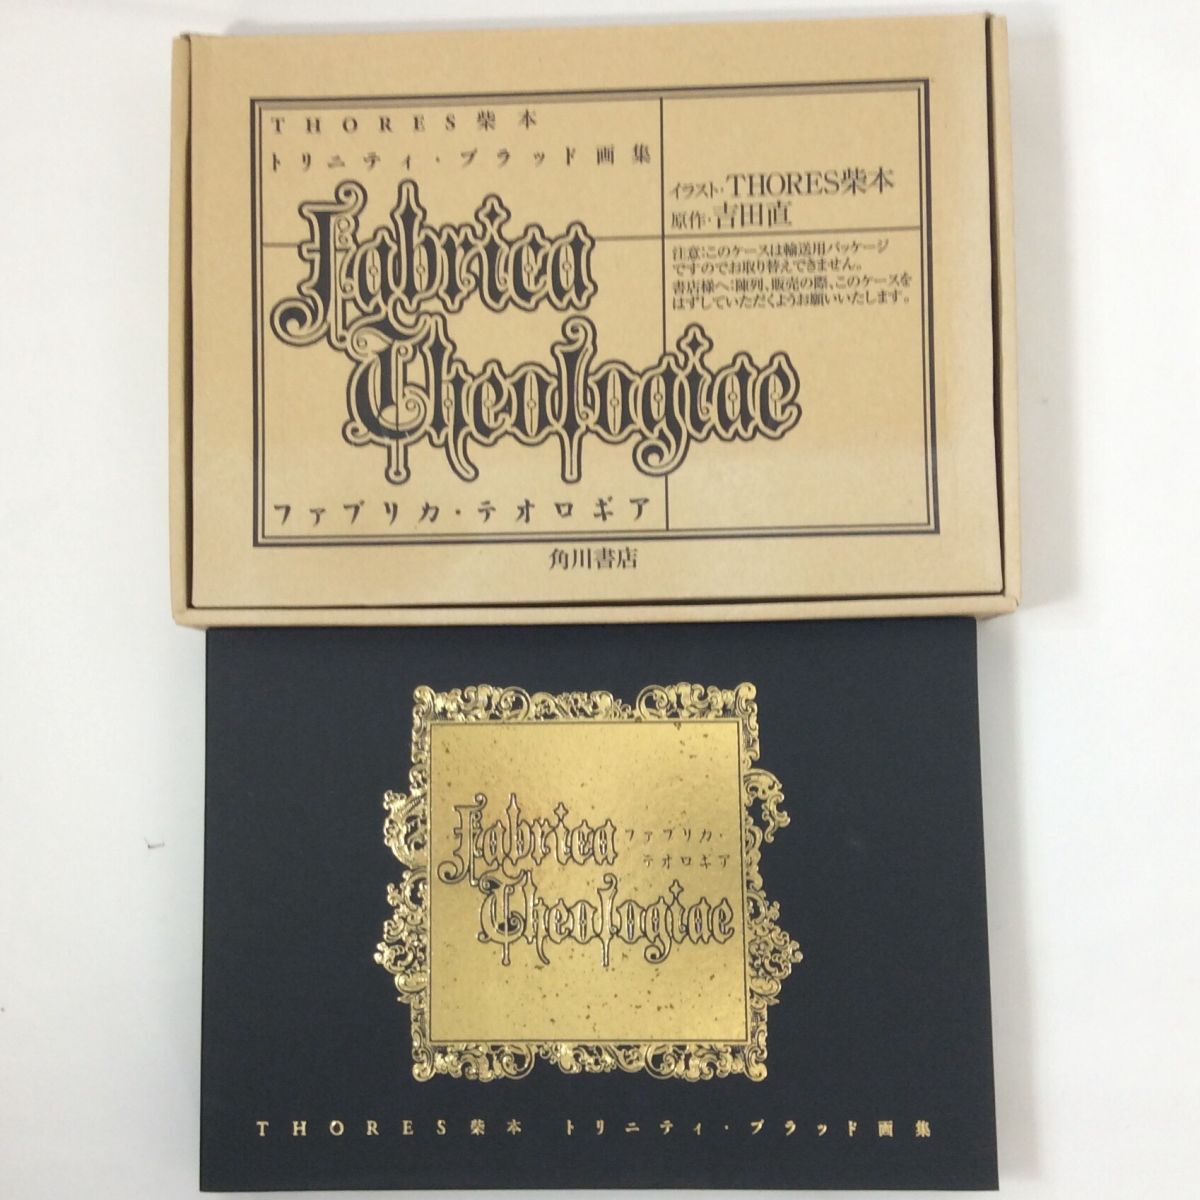 THORES柴本
トリニティ・ブラッド画集
Fabrica
Theologiae
ファブリカ・テオロギア
イラスト・THORES柴本
原作・吉田直
注意:このケースは輸送用パッケージ
ですのでお取り替えできません。
書店様へ:陳列、販売の際、このケースを
はずしていただくようお願いいたします。
角川書店
Fabrica
ファブリカ・
テオロギア
Theologiae
THORES柴本 トリニティ・ブラッド画集